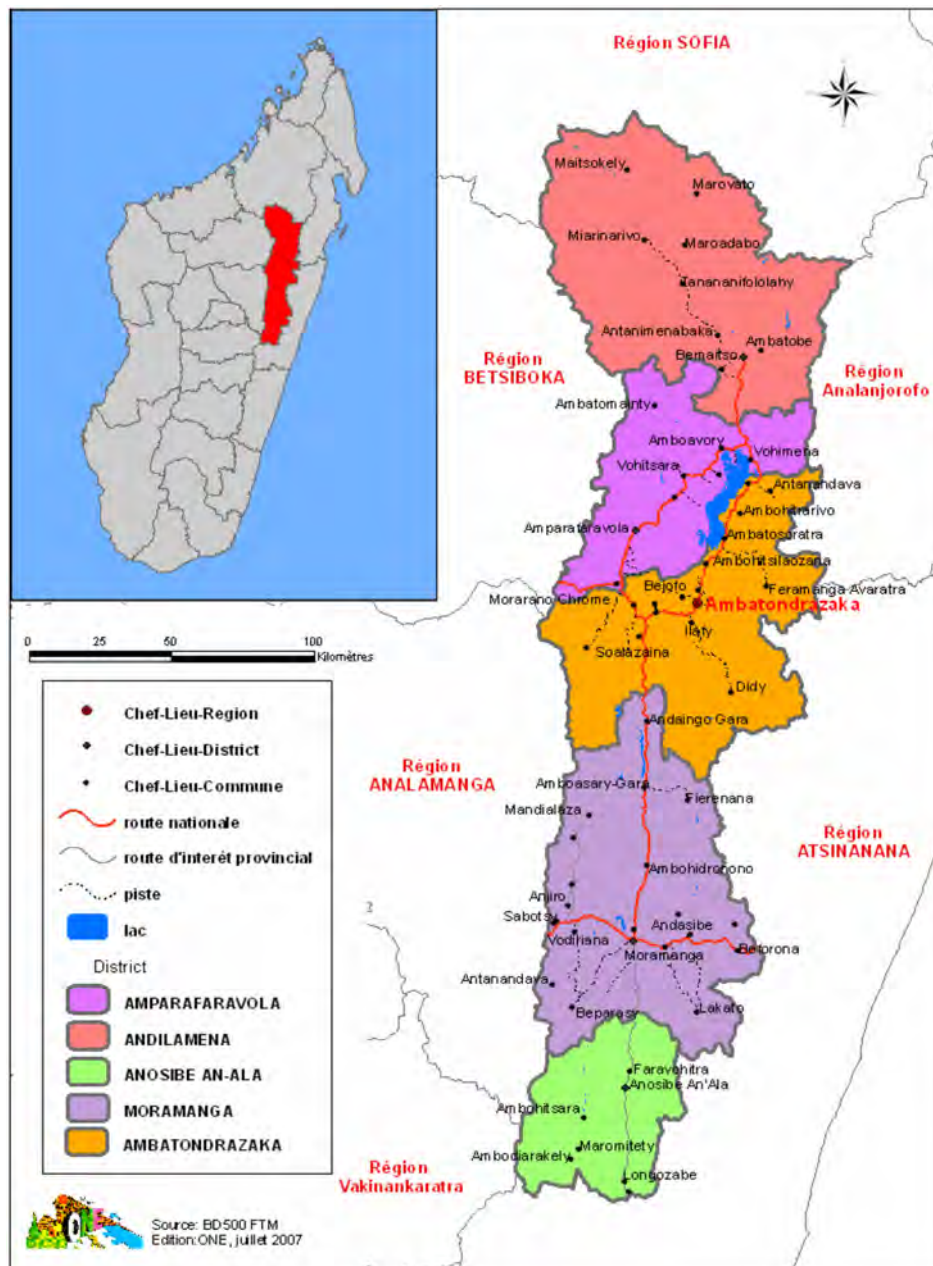 Région SOFIA
Maitsokely
Marovato
Miarinarivo
Maroadabo
Tanananifololahy
Antanimenabaka
Ambatobe
Bemaitso
Région
BETSIBOKA
Région
Analanjorofo
Ambatomainty
Amboavory
Vohimena
Vohitsara
Antanandava
Ambohitrarivo
Amparataravola
Ambatosoratra
Ambohitsilaozana
Bejofo
Feramanga-Avaratra
Morarano-Chrome
Ambatondrazaka
Ilafy
Soalazaina
Didy
0 25 50 100
Kilomètres
Andaingo-Gara
Région
ANALAMANGA
Amboasary-Gara
Fierenana
Mandialaza
Région
ATSINANANA
Ambohidronono
Anjiro
Sabotsy
Andasibe
Vodiriana
Moramanga
Beforona
Antanandava
Beparasy
Lakato
Faravohitra
Anosibe An'Ala
Ambohitsara
Maromitety
Ambodiarakely
Longozabe
Région
Vakinankaratra
Chef-Lieu-Region
Chef-Lieu-District
Chef-Lieu-Commune
route nationale
route d'interét provincial
piste
lac
District
AMPARAFARAVOLA
ANDILAMENA
ANOSIBE AN-ALA
MORAMANGA
AMBATONDRAZAKA
Source: BD500 FTM
Edition:ONE, juillet 2007